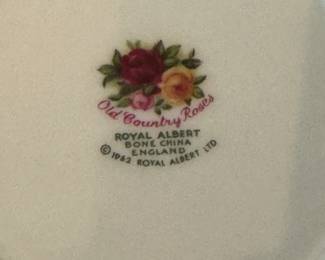 Old Country Roses
ROYAL ALBERT
BONE CHINA
ENGLAND
© 1962 ROYAL ALBERT LTD